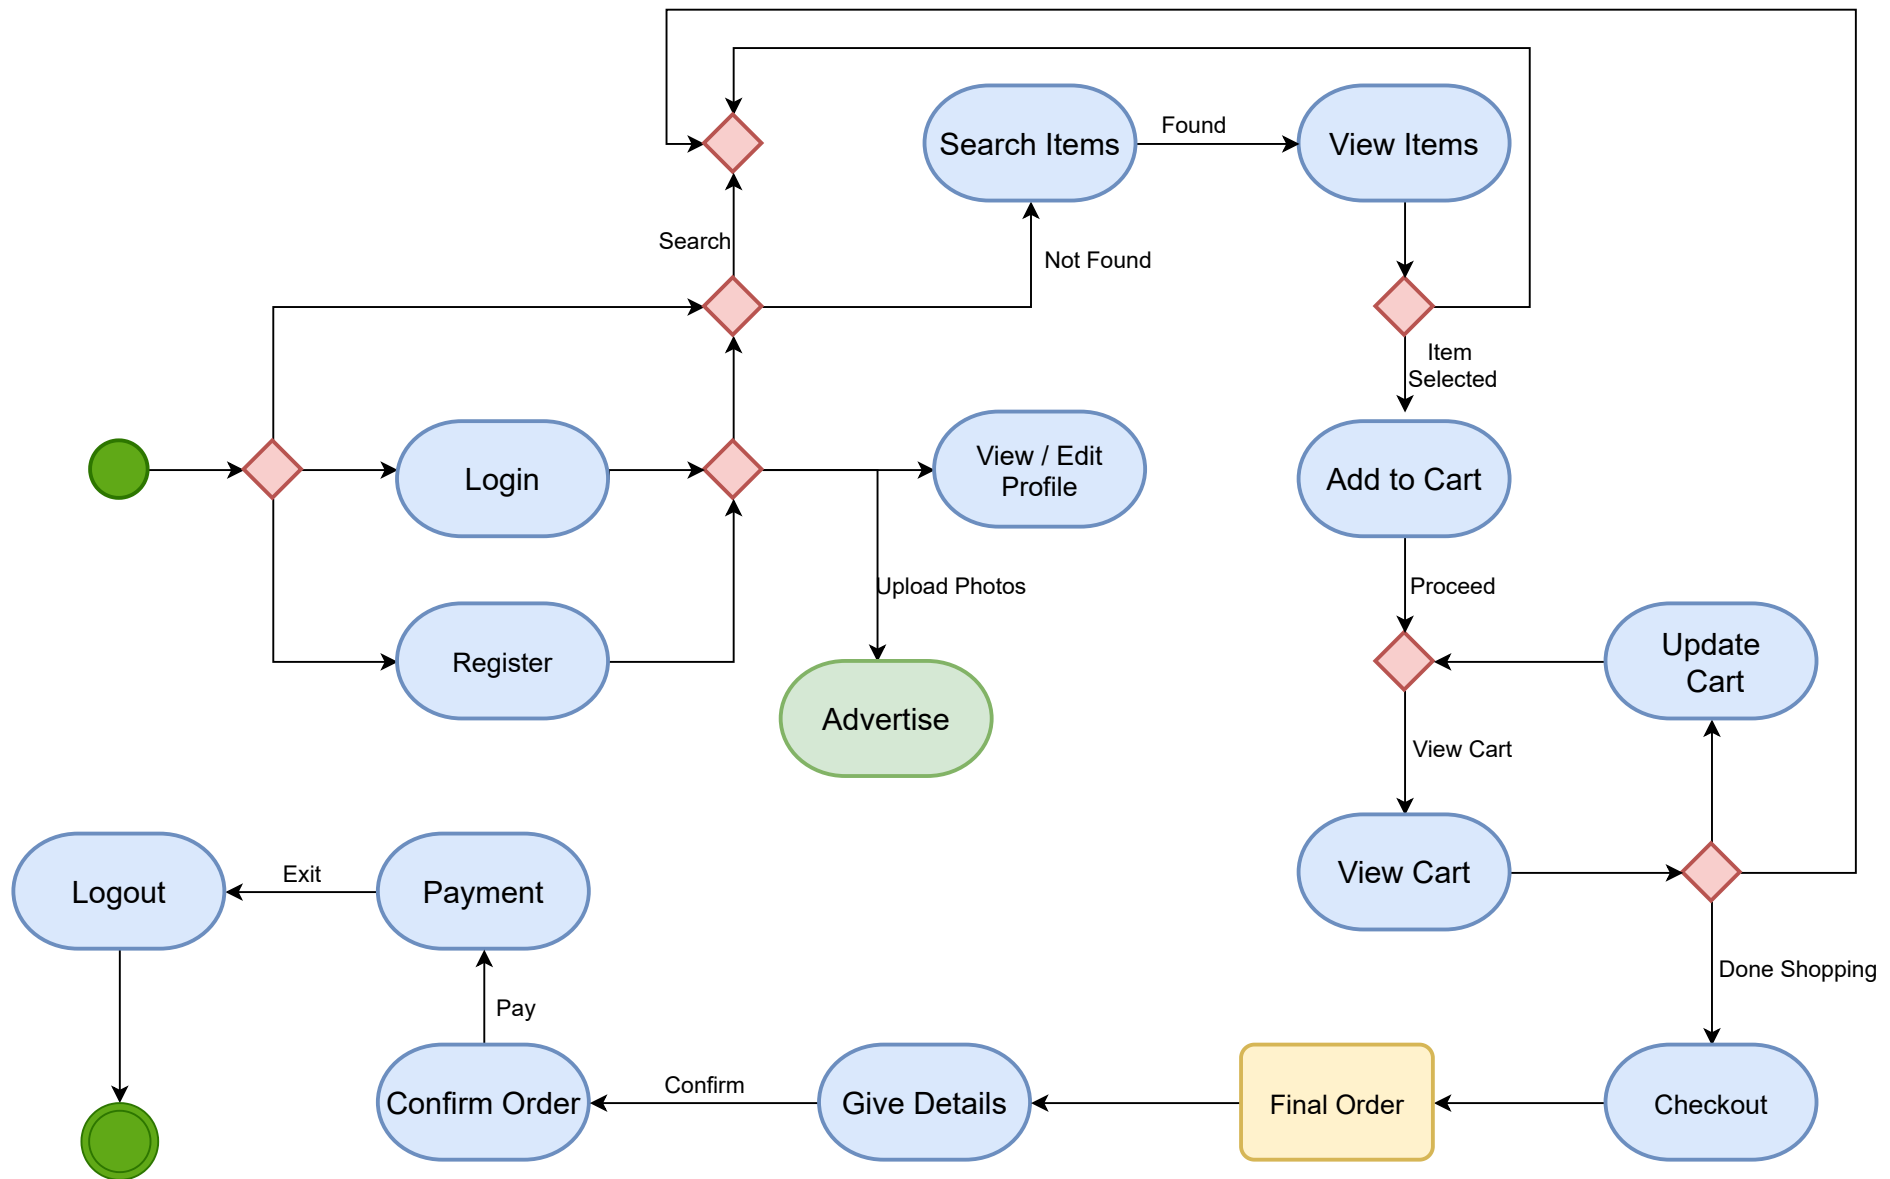 Search Items
Found
View Items
Search
Not Found
Item
Selected
Login
View / Edit
Profile
Add to Cart
Upload Photos
Proceed
Register
Update
Cart
Advertise
View Cart
Logout
Exit
Payment
View Cart
Done Shopping
Pay
Confirm Order
Confirm
Give Details
Final Order
Checkout